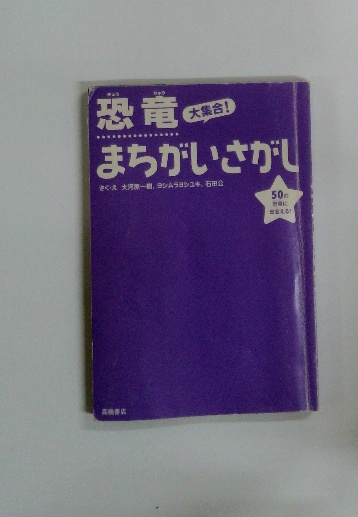 きょう りゅう
恐竜
大集合!
まちがいさがし
さく・え 大河原一樹、ヨシムラヨシユキ、石田公
50の
恐竜に
出会える!
高橋書店